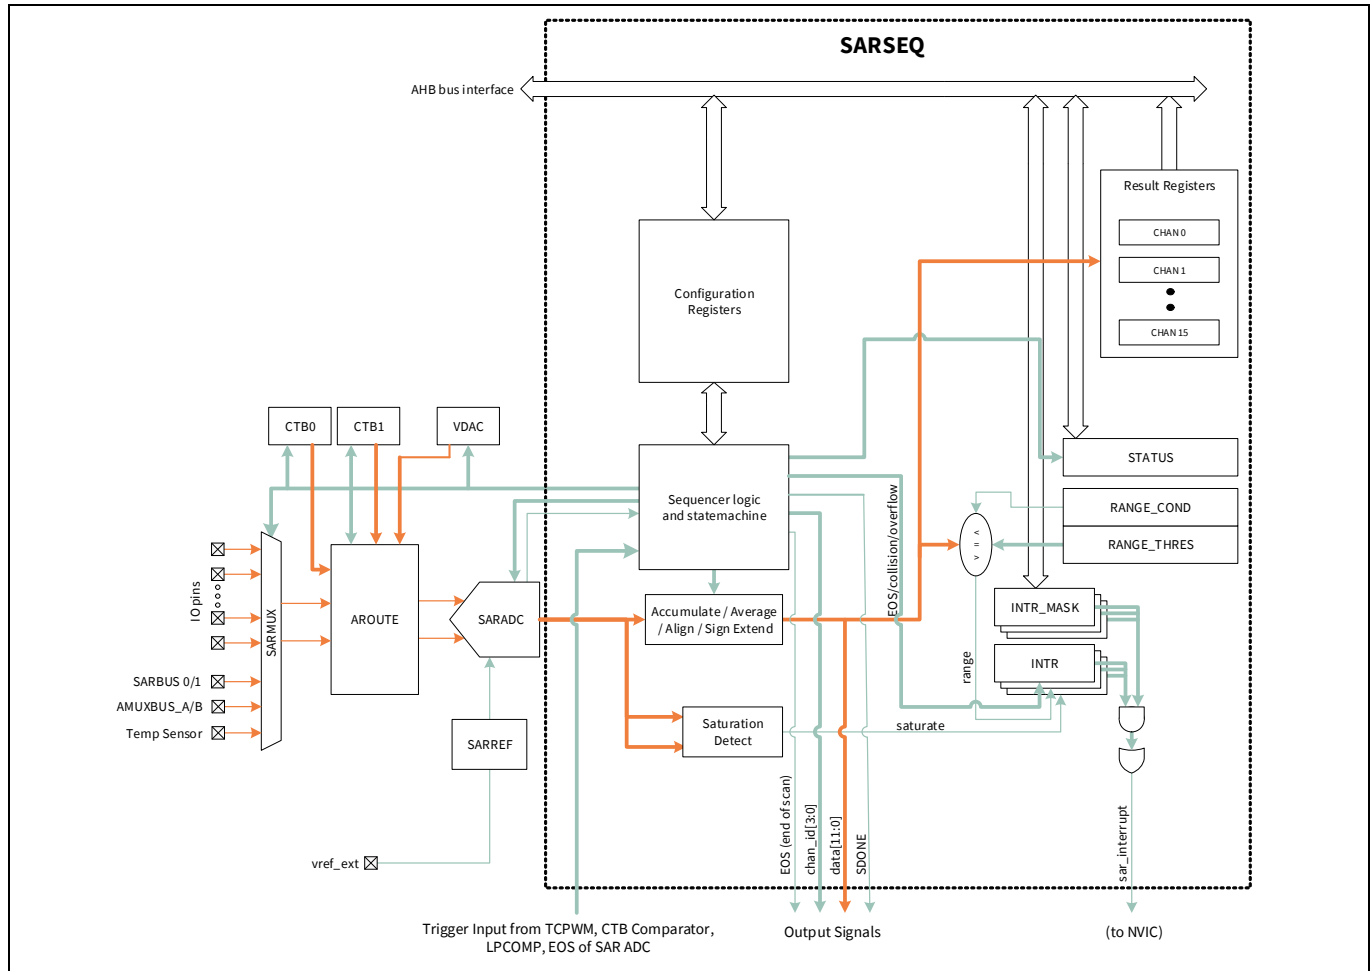 SARSEQ
AHB bus interface
Result Registers
CHAN 0
CHAN 1
CHAN 15
Configuration
Registers
CTB0
CTB1
VDAC
STATUS
Sequencer logic
and statemachine
RANGE_COND
RANGE_THRES
< = >
EOS/collision/overflow
IO pins
SARMUX
AROUTE
SARADC
Accumulate / Average
/ Align / Sign Extend
INTR_MASK
INTR
range
SARBUS 0/1
AMUXBUS_A/B
Temp Sensor
SARREF
Saturation
Detect
saturate
EOS (end of scan)
chan_id[3:0]
data[11:0]
SDONE
sar_interrupt
vref_ext
Trigger Input from TCPWM, CTB Comparator,
LPCOMP, EOS of SAR ADC
Output Signals
(to NVIC)